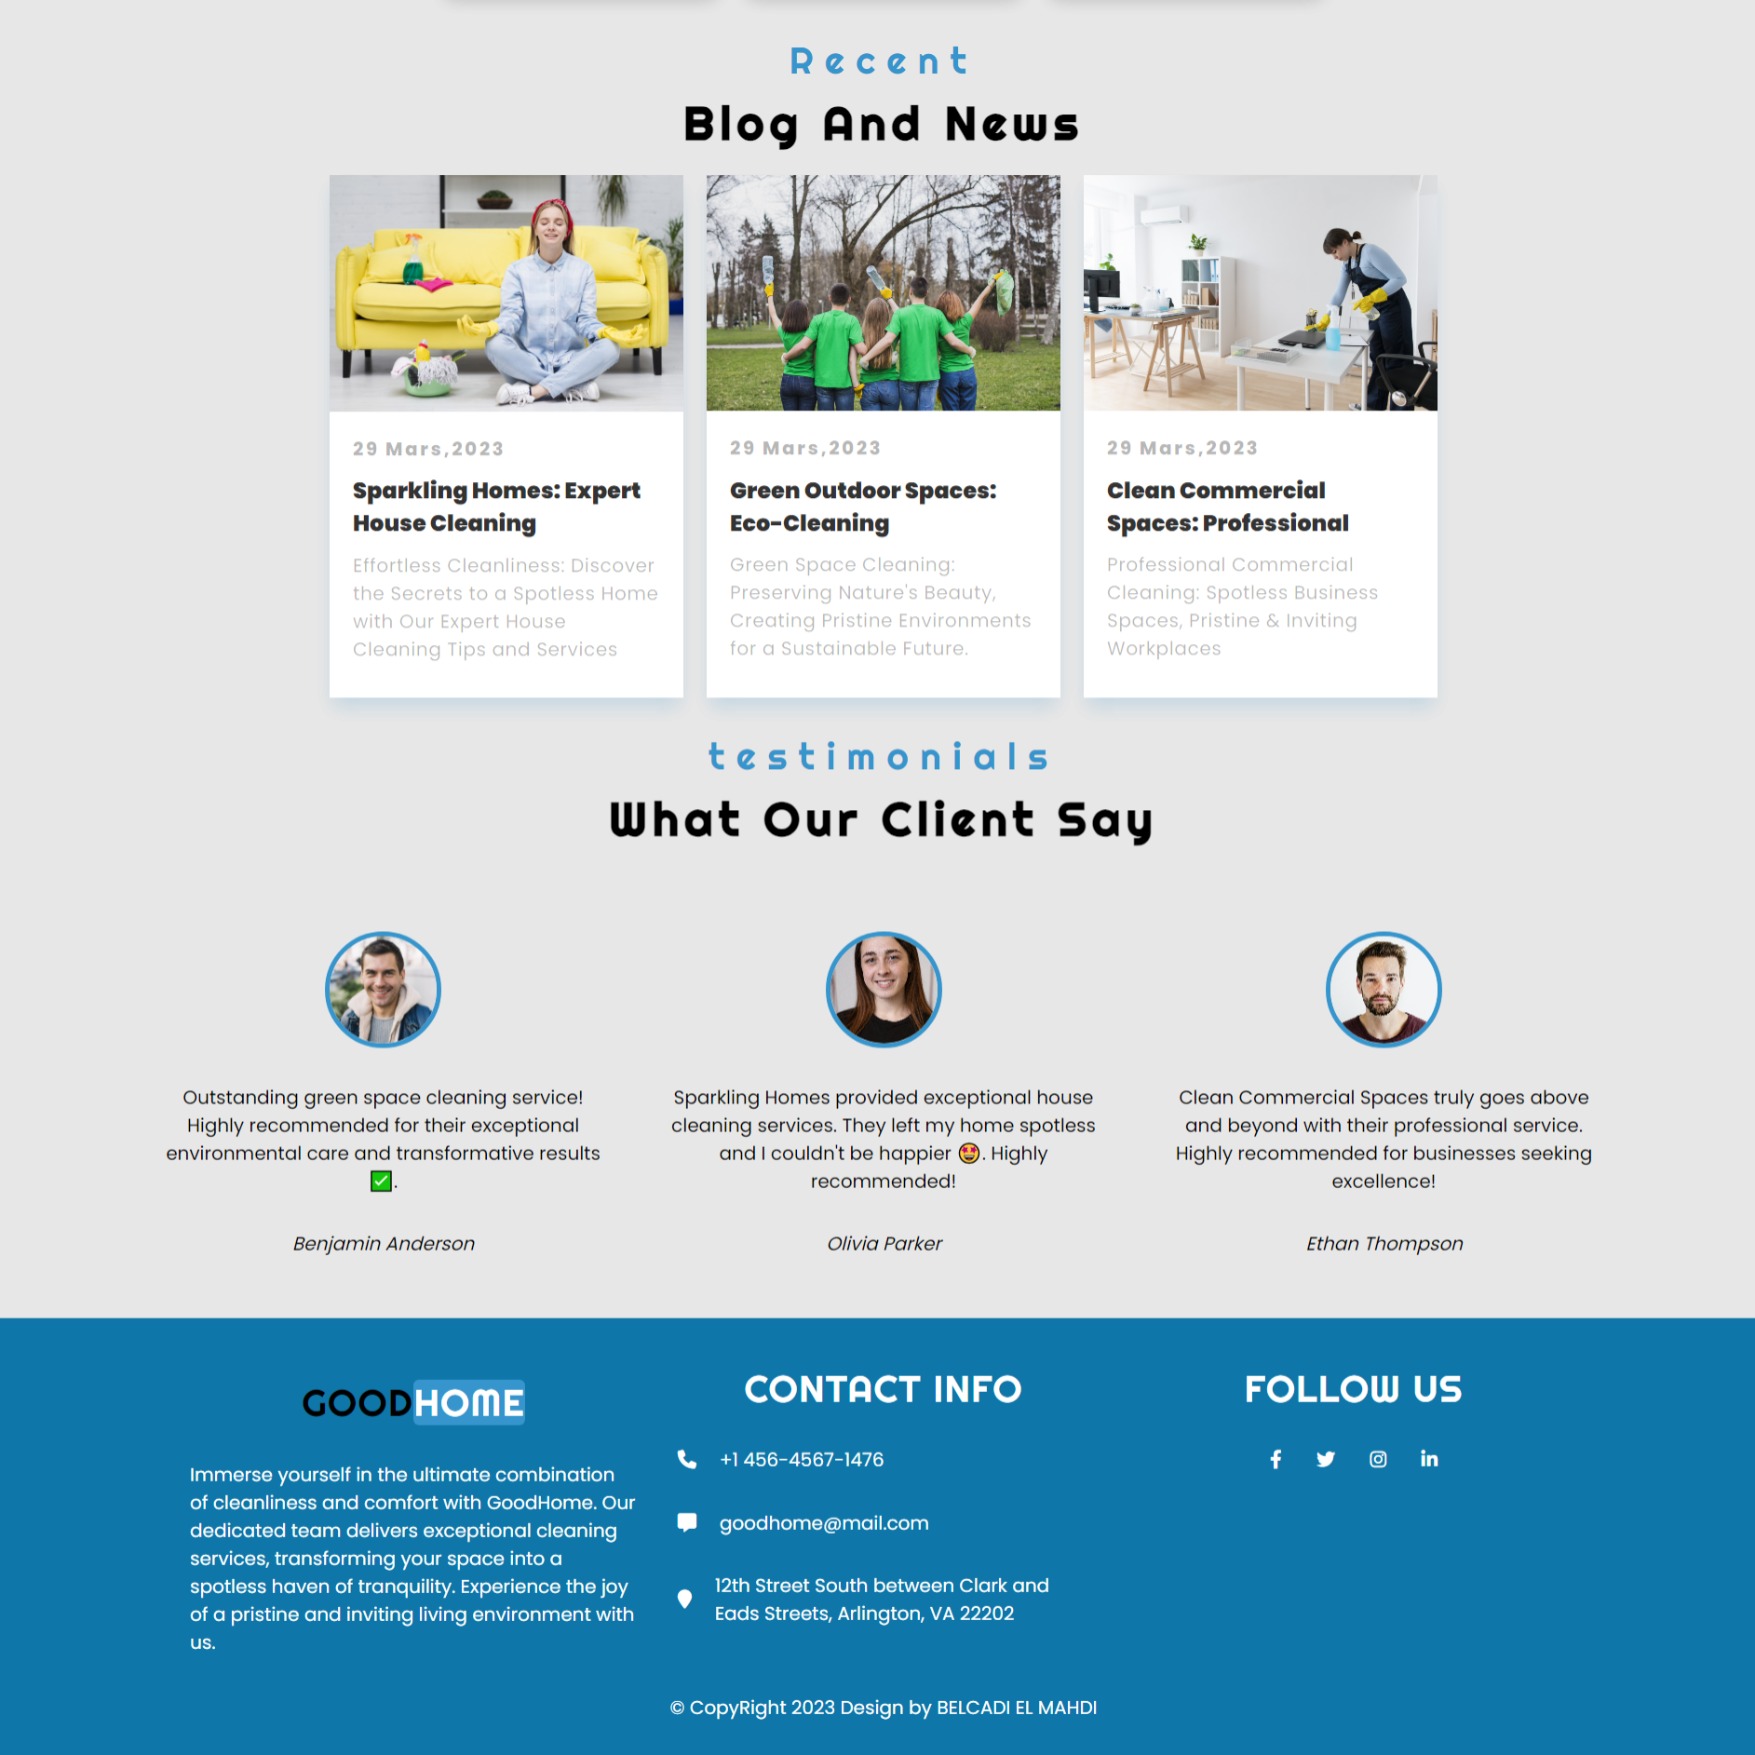 Recent
Blog And News
29 Mars,2023
Sparkling Homes: Expert
House Cleaning
Effortless Cleanliness: Discover
the Secrets to a Spotless Home
with Our Expert House
Cleaning Tips and Services
29 Mars,2023
Green Outdoor Spaces:
Eco-Cleaning
Green Space Cleaning:
Preserving Nature's Beauty,
Creating Pristine Environments
for a Sustainable Future.
29 Mars,2023
Clean Commercial
Spaces: Professional
Professional Commercial
Cleaning: Spotless Business
Spaces, Pristine & Inviting
Workplaces
testimonials
What Our Client Say
Outstanding green space cleaning service!
Highly recommended for their exceptional
environmental care and transformative results
✅.
Benjamin Anderson
Sparkling Homes provided exceptional house
cleaning services. They left my home spotless
and I couldn't be happier 🤩. Highly
recommended!
Olivia Parker
Clean Commercial Spaces truly goes above
and beyond with their professional service.
Highly recommended for businesses seeking
excellence!
Ethan Thompson
GOODHOME
Immerse yourself in the ultimate combination
of cleanliness and comfort with GoodHome. Our
dedicated team delivers exceptional cleaning
services, transforming your space into a
spotless haven of tranquility. Experience the joy
of a pristine and inviting living environment with
us.
CONTACT INFO
+1 456-4567-1476
goodhome@mail.com
12th Street South between Clark and
Eads Streets, Arlington, VA 22202
FOLLOW US
© CopyRight 2023 Design by BELCADI EL MAHDI